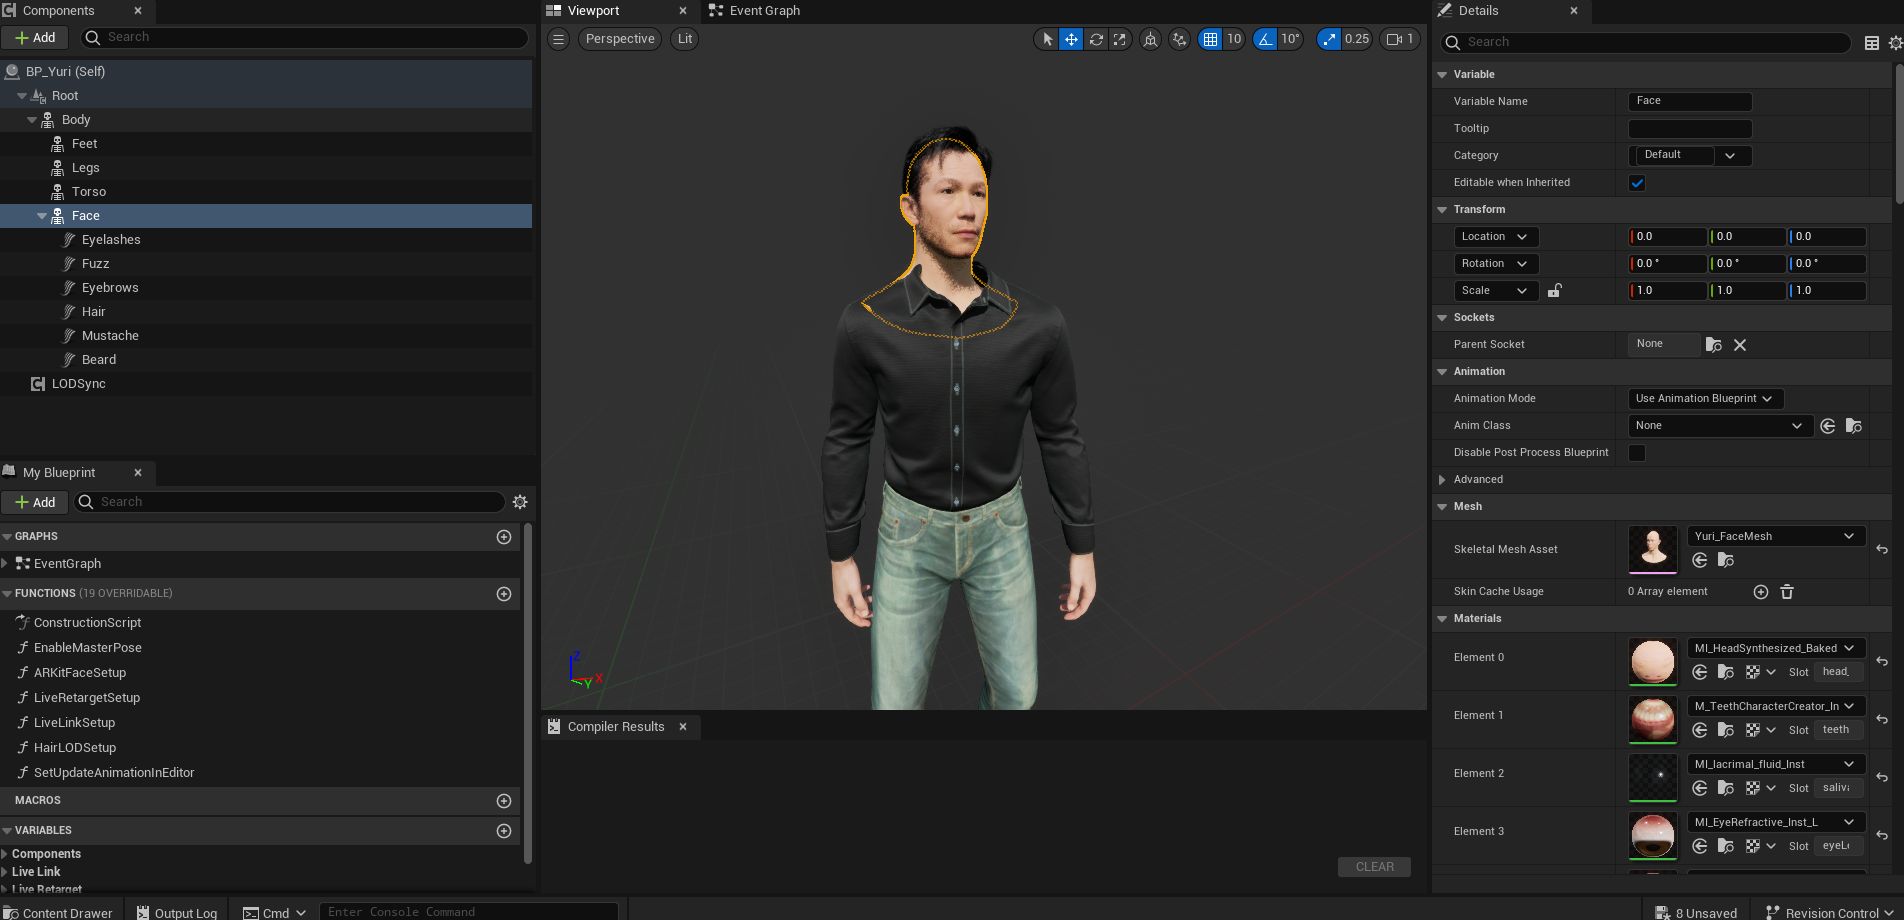 Components
Add
Search
BP_Yuri (Self)
Root
Body
Feet
Legs
Torso
Face
Eyelashes
Fuzz
Eyebrows
Hair
Mustache
Beard
LODSync
My Blueprint
Add
Search
GRAPHS
EventGraph
FUNCTIONS (19 OVERRIDABLE)
ConstructionScript
EnableMasterPose
ARKitFaceSetup
LiveRetargetSetup
LiveLinkSetup
HairLODSetup
SetUpdateAnimationInEditor
MACROS
VARIABLES
Components
Live Link
Live Retarget
Viewport
Event Graph
Perspective
Lit
10
10°
0.25
1
Z
X
Y
Compiler Results
CLEAR
Details
Search
Variable
Variable Name Face
Tooltip
Category Default
Editable when Inherited
Transform
Location 0.0 0.0 0.0
Rotation 0.0 ° 0.0 ° 0.0 °
Scale 1.0 1.0 1.0
Sockets
Parent Socket None
Animation
Animation Mode Use Animation Blueprint
Anim Class None
Disable Post Process Blueprint
Advanced
Mesh
Skeletal Mesh Asset Yuri_FaceMesh
Skin Cache Usage 0 Array element
Materials
Element 0 MI_HeadSynthesized_Baked
Slot head_
Element 1 M_TeethCharacterCreator_In
Slot teeth
Element 2 MI_lacrimal_fluid_Inst
Slot saliva
Element 3 MI_EyeRefractive_Inst_L
Slot eyeLe
Content Drawer
Output Log
Cmd
Enter Console Command
8 Unsaved
Revision Control